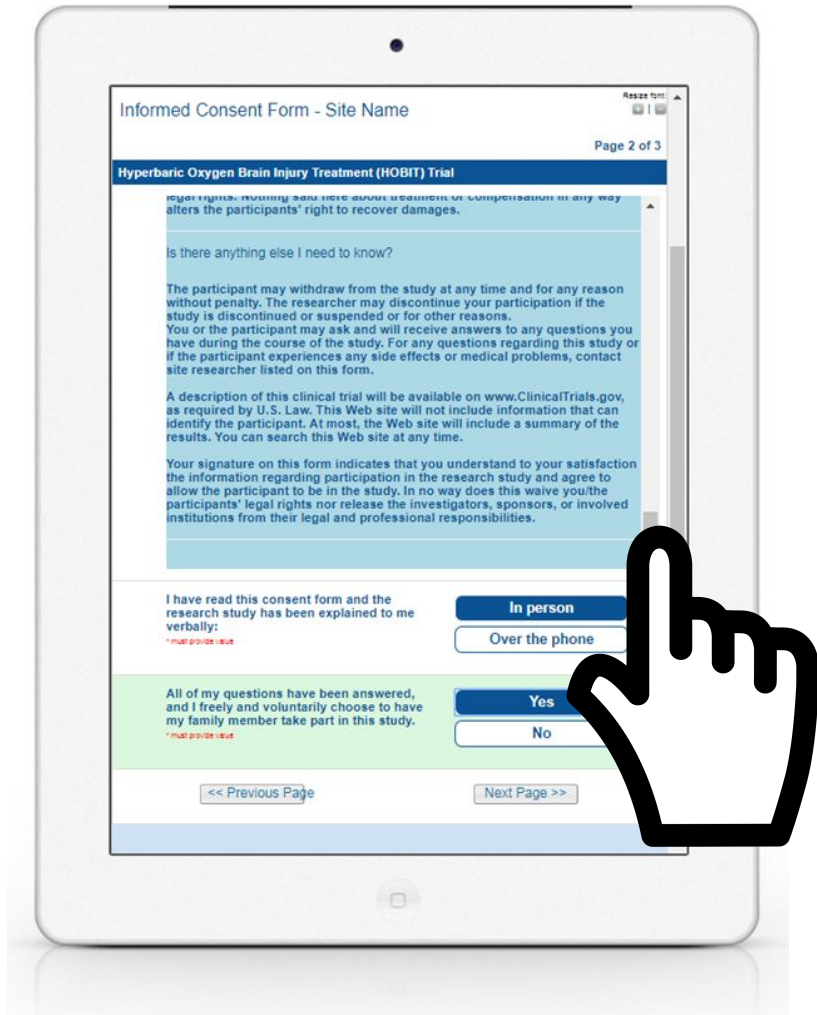 Resize font:
+ | -
Informed Consent Form - Site Name
Page 2 of 3
Hyperbaric Oxygen Brain Injury Treatment (HOBIT) Trial
legal rights. Nothing said here about treatment or compensation in any way
alters the participants' right to recover damages.
Is there anything else I need to know?
The participant may withdraw from the study at any time and for any reason
without penalty. The researcher may discontinue your participation if the
study is discontinued or suspended or for other reasons.
You or the participant may ask and will receive answers to any questions you
have during the course of the study. For any questions regarding this study or
if the participant experiences any side effects or medical problems, contact
site researcher listed on this form.
A description of this clinical trial will be available on www.ClinicalTrials.gov,
as required by U.S. Law. This Web site will not include information that can
identify the participant. At most, the Web site will include a summary of the
results. You can search this Web site at any time.
Your signature on this form indicates that you understand to your satisfaction
the information regarding participation in the research study and agree to
allow the participant to be in the study. In no way does this waive you/the
participants' legal rights nor release the investigators, sponsors, or involved
institutions from their legal and professional responsibilities.
I have read this consent form and the
research study has been explained to me
verbally:
* must provide value
In person
Over the phone
All of my questions have been answered,
and I freely and voluntarily choose to have
my family member take part in this study.
* must provide value
Yes
No
<< Previous Page
Next Page >>